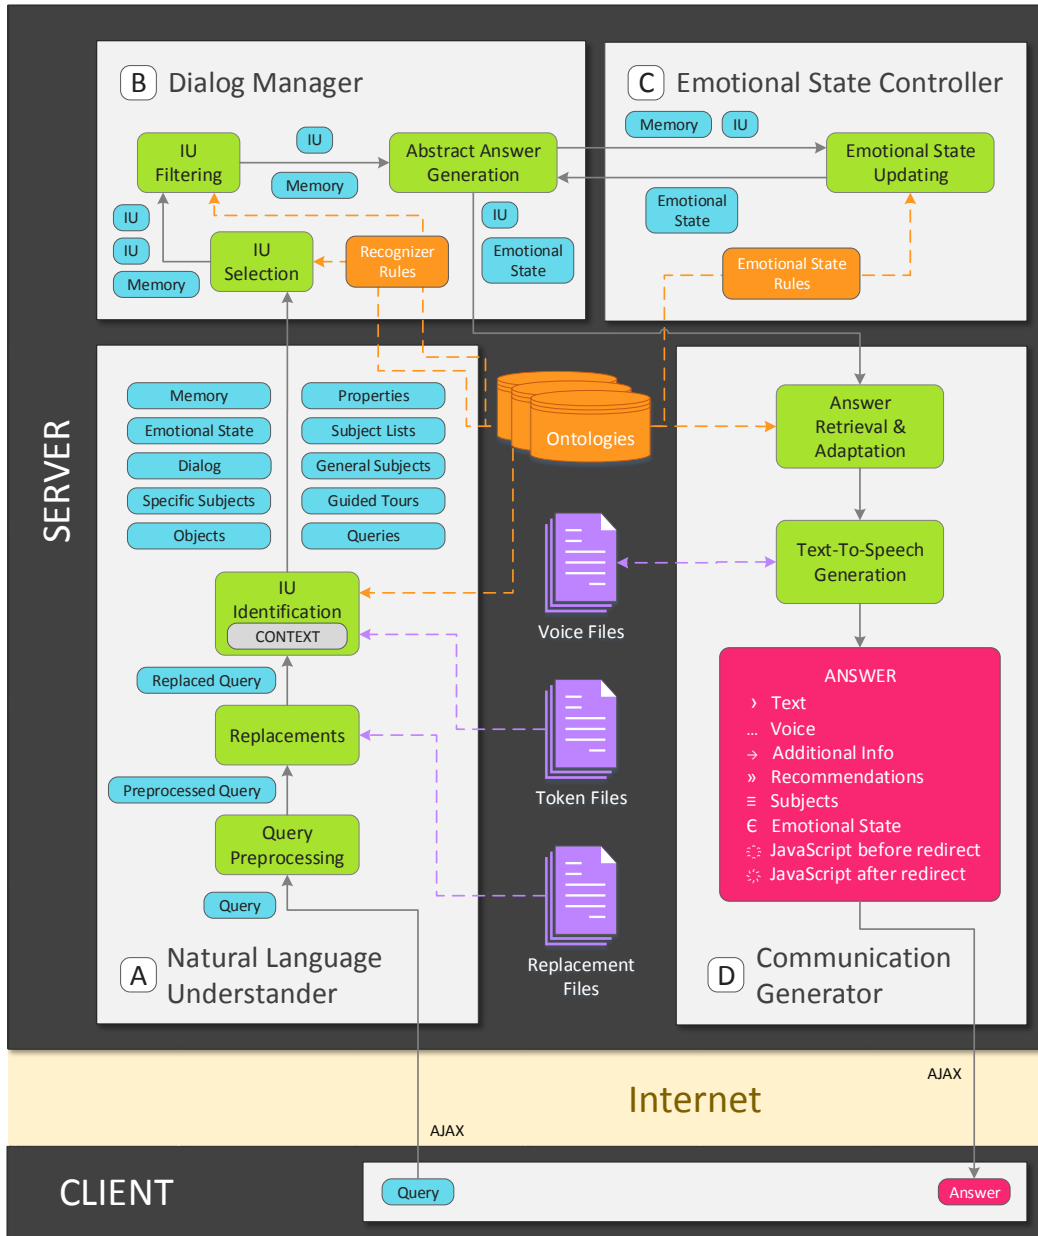 SERVER
B Dialog Manager
IU
Filtering
IU
Memory
Abstract Answer
Generation
IU
IU
Memory
IU
Selection
Recognizer
Rules
IU
Emotional
State
C Emotional State Controller
Memory
IU
Emotional State
Updating
Emotional
State
Emotional State
Rules
Memory
Properties
Emotional State
Subject Lists
Dialog
General Subjects
Specific Subjects
Guided Tours
Objects
Queries
IU
Identification
CONTEXT
Replaced Query
Replacements
Preprocessed Query
Query
Preprocessing
Query
A Natural Language
Understander
Ontologies
Voice Files
Token Files
Replacement
Files
Answer
Retrieval &
Adaptation
Text-To-Speech
Generation
ANSWER
› Text
… Voice
→ Additional Info
» Recommendations
≡ Subjects
Є Emotional State
JavaScript before redirect
JavaScript after redirect
D Communication
Generator
Internet
AJAX
AJAX
CLIENT
Query
Answer